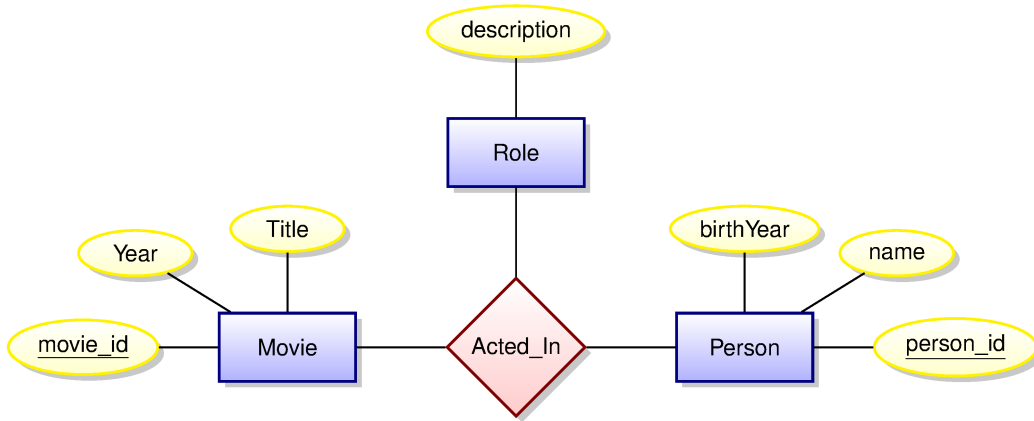 description
Role
birthYear
Title
Year
name
movie_id
Movie
Acted_In
Person
person_id